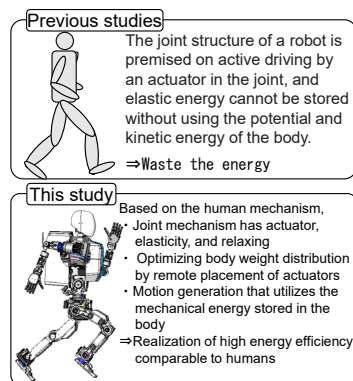 Previous studies
The joint structure of a robot is
premised on active driving by
an actuator in the joint, and
elastic energy cannot be stored
without using the potential and
kinetic energy of the body.
⇒Waste the energy
This study
Based on the human mechanism,
・Joint mechanism has actuator,
elasticity, and relaxing
・ Optimizing body weight distribution
by remote placement of actuators
・Motion generation that utilizes the
mechanical energy stored in the
body
⇒Realization of high energy efficiency
comparable to humans